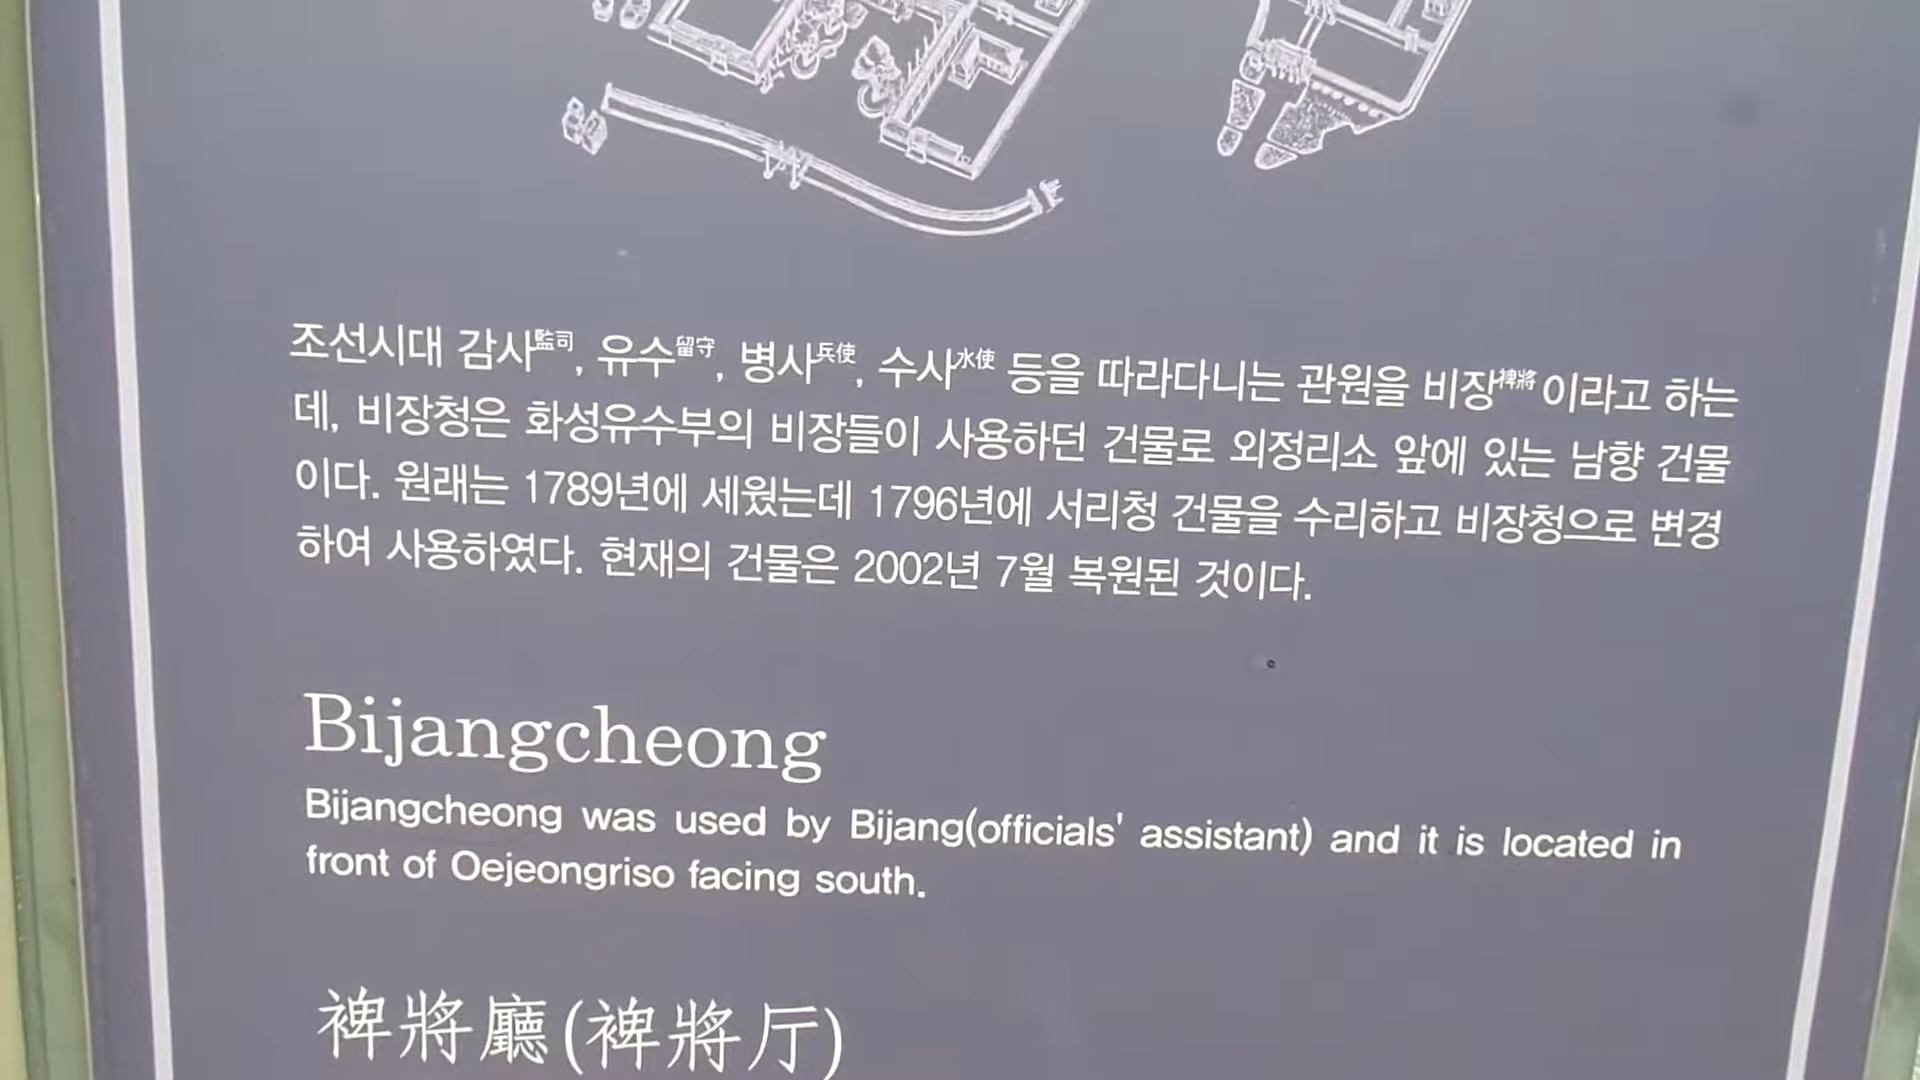 조선시대 감사監司, 유수留守, 병사兵使, 수사水使 등을 따라다니는 관원을 비장裨將이라고 하는
데, 비장청은 화성유수부의 비장들이 사용하던 건물로 외정리소 앞에 있는 남향 건물
이다. 원래는 1789년에 세웠는데 1796년에 서리청 건물을 수리하고 비장청으로 변경
하여 사용하였다. 현재의 건물은 2002년 7월 복원된 것이다.
Bijangcheong
Bijangcheong was used by Bijang(officials' assistant) and it is located in
front of Oejeongriso facing south.
裨將廳(裨將厅)